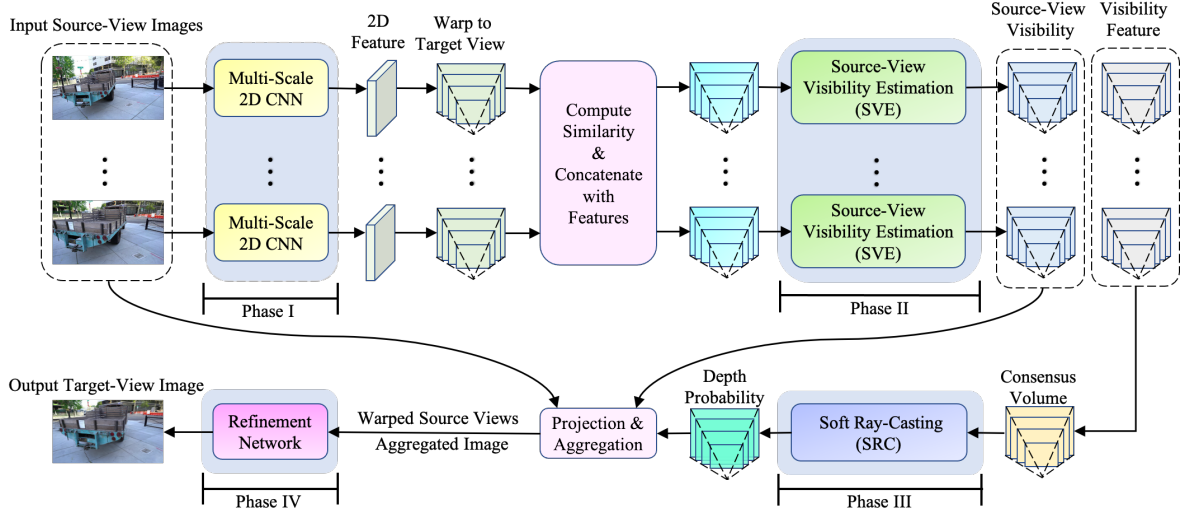 Input Source-View Images
2D
Feature
Warp to
Target View
Source-View
Visibility
Visibility
Feature
Multi-Scale
2D CNN
Compute
Similarity
&
Concatenate
with
Features
Source-View
Visibility Estimation
(SVE)
Multi-Scale
2D CNN
Source-View
Visibility Estimation
(SVE)
Phase I
Phase II
Output Target-View Image
Refinement
Network
Warped Source Views
Aggregated Image
Projection &
Aggregation
Depth
Probability
Soft Ray-Casting
(SRC)
Consensus
Volume
Phase IV
Phase III